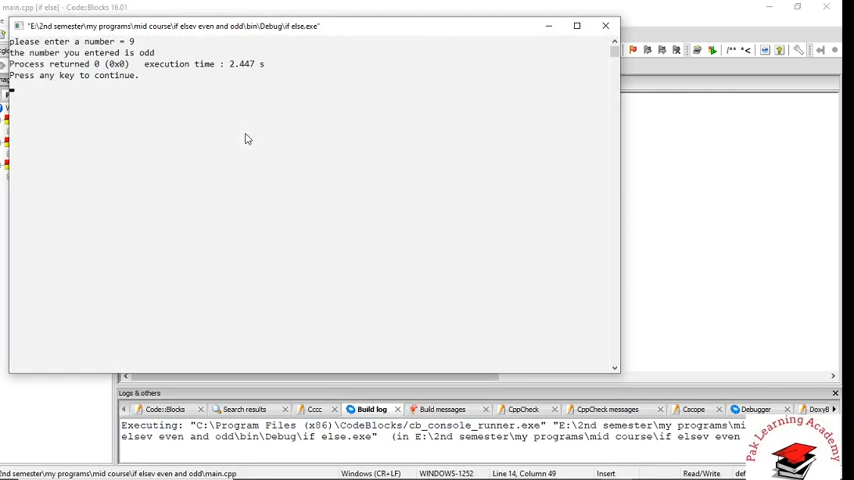 main.cpp [if else] - Code::Blocks 16.01
"E:\2nd semester\my programs\mid course\if elsev even and odd\bin\Debug\if else.exe"
please enter a number = 9
the number you entered is odd
Process returned 0 (0x0)   execution time : 2.447 s
Press any key to continue.
Logs & others
Code::Blocks
Search results
Cccc
Build log
Build messages
CppCheck
CppCheck messages
Cscope
Debugger
DoxyB
Executing: "C:\Program Files (x86)\CodeBlocks/cb_console_runner.exe" "E:\2nd semester\my programs\mi
elsev even and odd\bin\Debug\if else.exe"  (in E:\2nd semester\my programs\mid course\if elsev even
nd semester\my programs\mid course\if elsev even and odd\main.cpp
Windows (CR+LF)
WINDOWS-1252
Line 14, Column 49
Insert
Read/Write
def
Pak Learning Academy